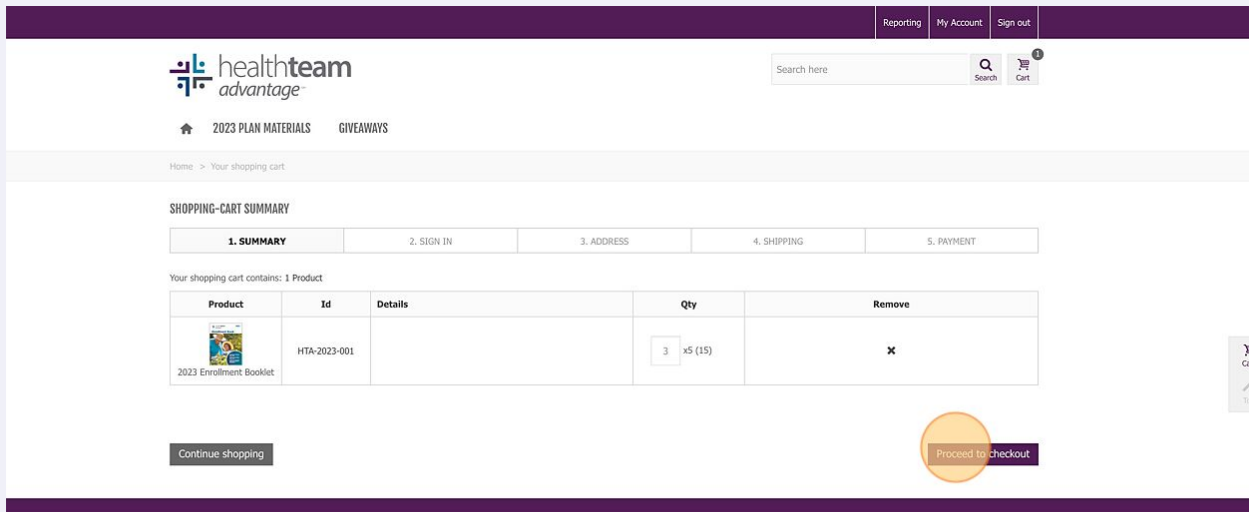 Reporting My Account Sign out
healthteam
advantage
Search here
Search
Cart
1
2023 PLAN MATERIALS GIVEAWAYS
Home > Your shopping cart
SHOPPING-CART SUMMARY
1. SUMMARY 2. SIGN IN 3. ADDRESS 4. SHIPPING 5. PAYMENT
Your shopping cart contains: 1 Product
Product Id Details Qty Remove
HTA-2023-001 3 x5 (15)
2023 Enrollment Booklet
Continue shopping Proceed to checkout